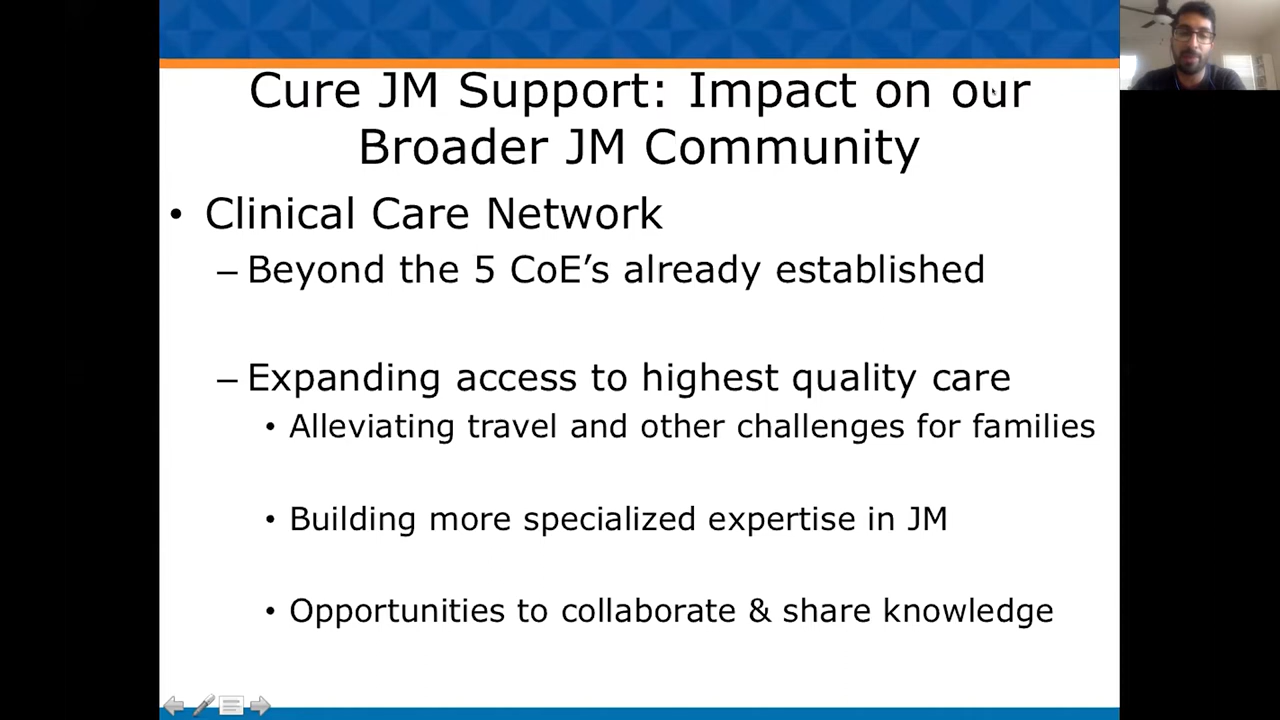 Cure JM Support: Impact on our
Broader JM Community
• Clinical Care Network
– Beyond the 5 CoE’s already established
– Expanding access to highest quality care
• Alleviating travel and other challenges for families
• Building more specialized expertise in JM
• Opportunities to collaborate & share knowledge